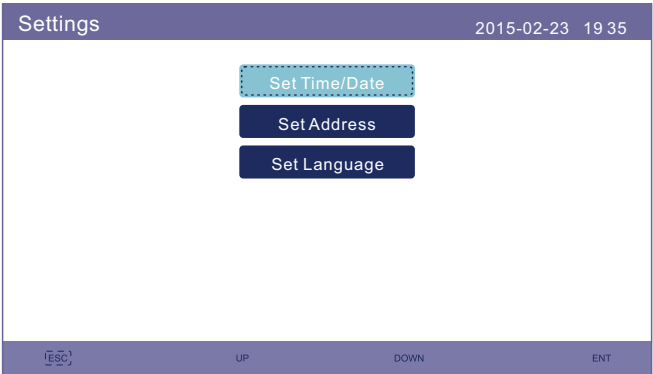 Settings 2015-02-23 19 35
Set Time/Date
Set Address
Set Language
ESC UP DOWN ENT